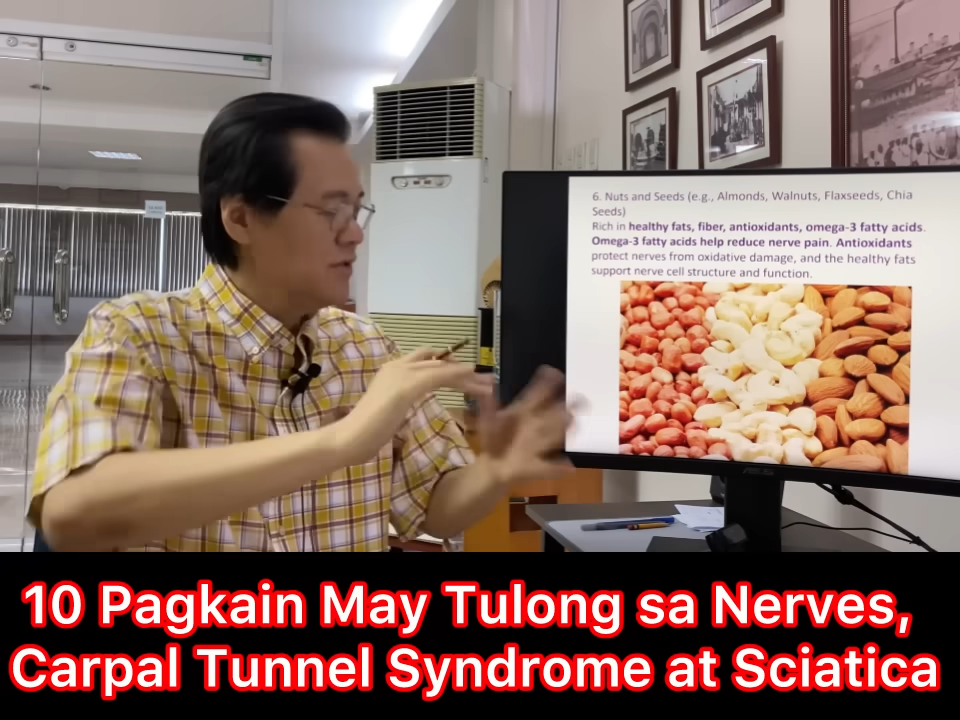 6. Nuts and Seeds (e.g., Almonds, Walnuts, Flaxseeds, Chia
Seeds)
Rich in healthy fats, fiber, antioxidants, omega-3 fatty acids.
Omega-3 fatty acids help reduce nerve pain. Antioxidants
protect nerves from oxidative damage, and the healthy fats
support nerve cell structure and function.
ASUS
10 Pagkain May Tulong sa Nerves,
Carpal Tunnel Syndrome at Sciatica